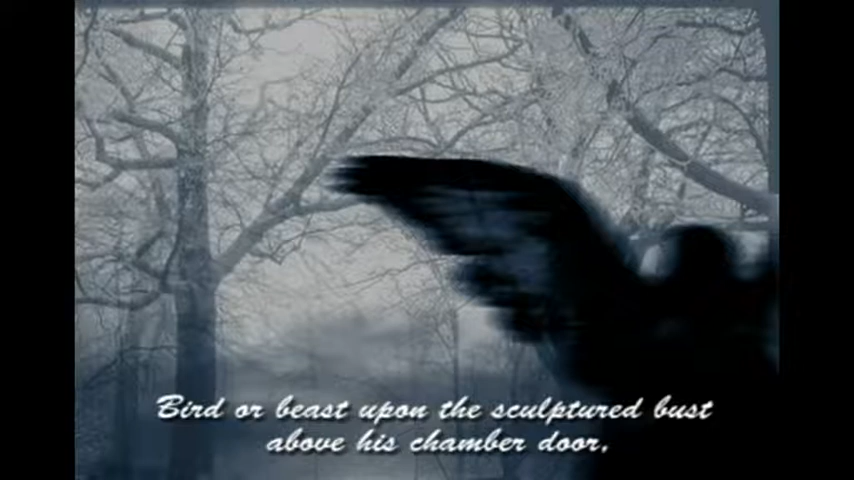 Bird or beast upon the sculptured bust
above his chamber door,